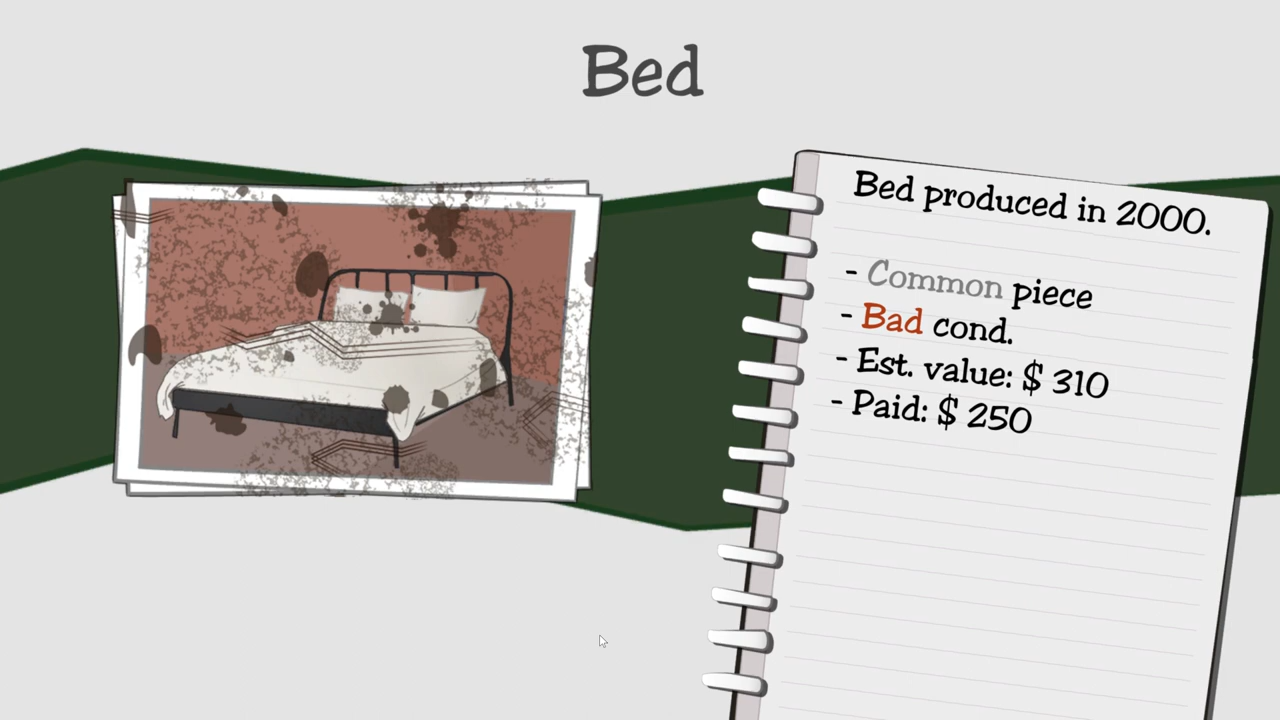 Bed
Bed produced in 2000.
- Common piece
- Bad cond.
- Est. value: $ 310
- Paid: $ 250